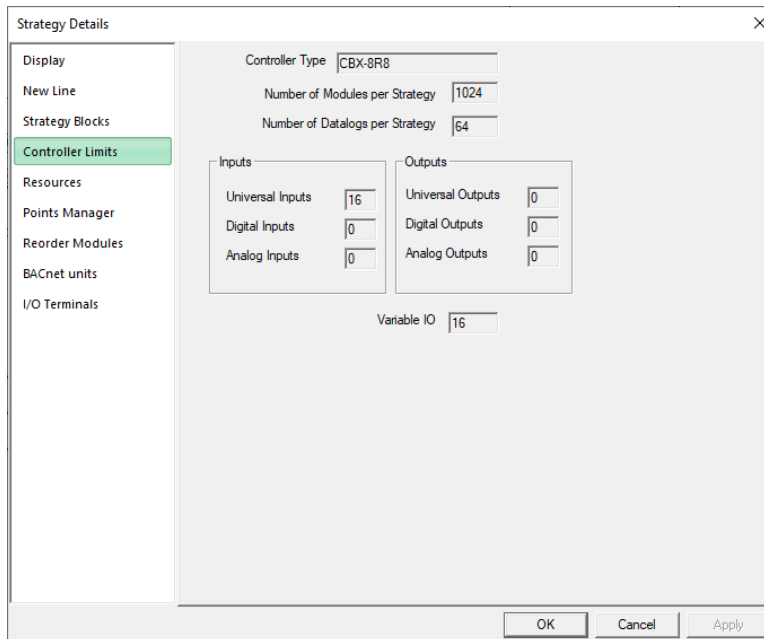 Strategy Details
Display
New Line
Strategy Blocks
Controller Limits
Resources
Points Manager
Reorder Modules
BACnet units
I/O Terminals
Controller Type CBX-8R8
Number of Modules per Strategy 1024
Number of Datalogs per Strategy 64
Inputs
Universal Inputs 16
Digital Inputs 0
Analog Inputs 0
Outputs
Universal Outputs 0
Digital Outputs 0
Analog Outputs 0
Variable IO 16
OK Cancel Apply